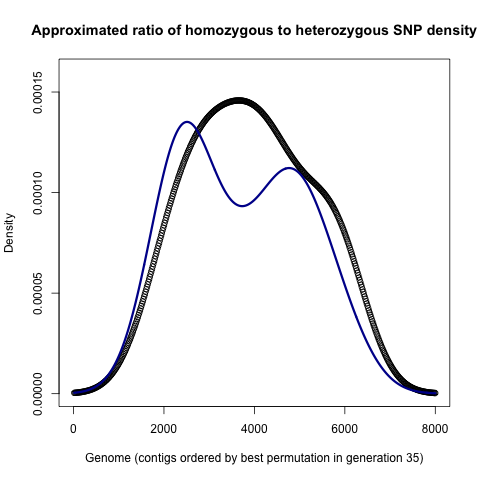 Approximated ratio of homozygous to heterozygous SNP density
0.00015
0.00010
0.00005
0.00000
Density
0 2000 4000 6000 8000
Genome (contigs ordered by best permutation in generation 35)